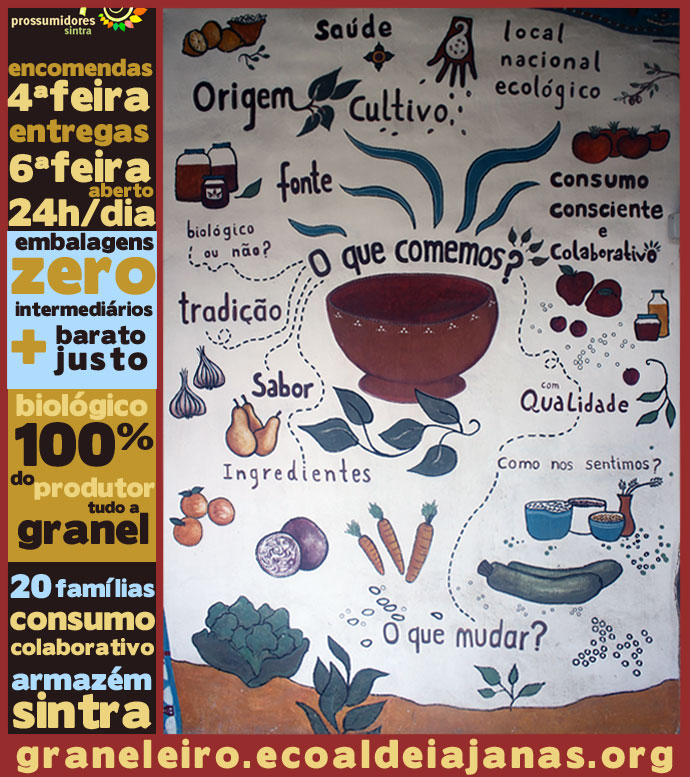 prossumidores
sintra
encomendas
4ªfeira
entregas
6ªfeira
aberto
24h/dia
embalagens
zero
intermediários
+ barato
justo
biológico
100%
do produtor
tudo a
granel
20 famílias
consumo
colaborativo
armazém
sintra
Saúde
local
nacional
ecológico
Origem
Cultivo
fonte
consumo
consciente
e
colaborativo
biológico
ou não?
O que comemos?
tradição
Sabor
com
Qualidade
Ingredientes
Como nos sentimos?
O que mudar?
graneleiro.ecoaldeiajanas.org